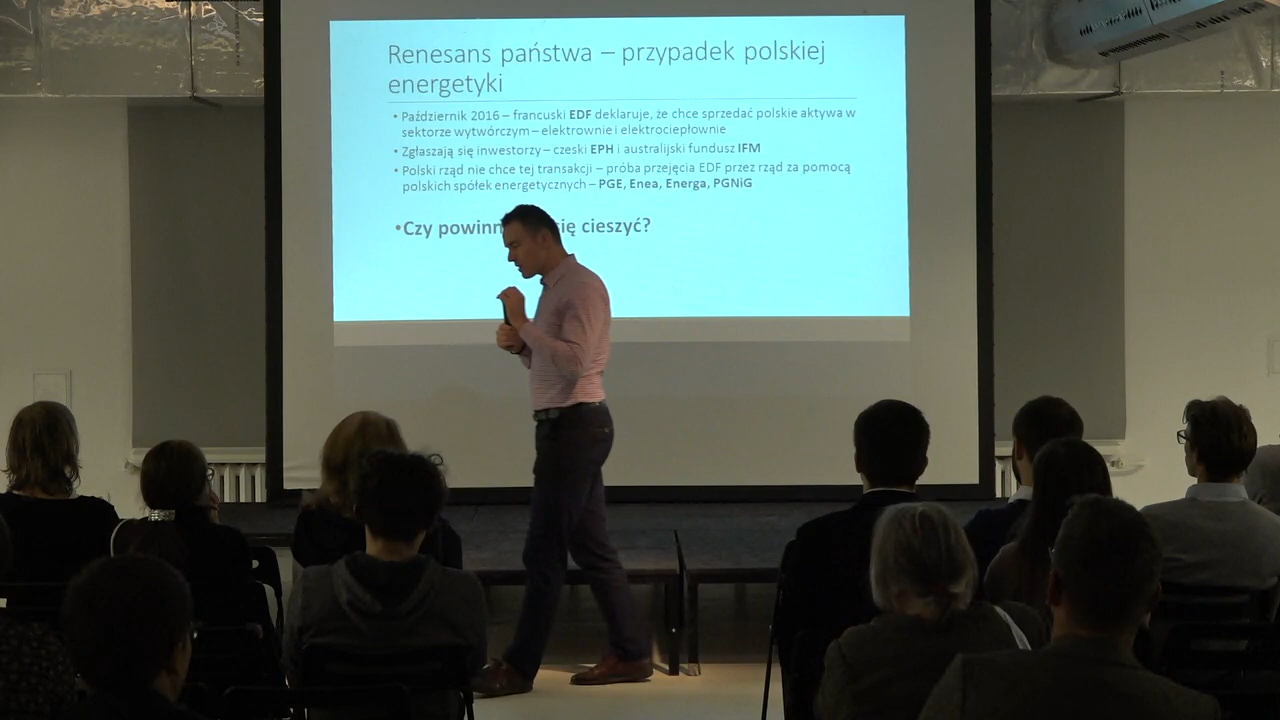 Renesans państwa – przypadek polskiej
energetyki
• Październik 2016 – francuski EDF deklaruje, że chce sprzedać polskie aktywa w
sektorze wytwórczym – elektrownie i elektrociepłownie
• Zgłaszają się inwestorzy – czeski EPH i australijski fundusz IFM
• Polski rząd nie chce tej transakcji – próba przejęcia EDF przez rząd za pomocą
polskich spółek energetycznych – PGE, Enea, Energa, PGNiG
•Czy się cieszyć?